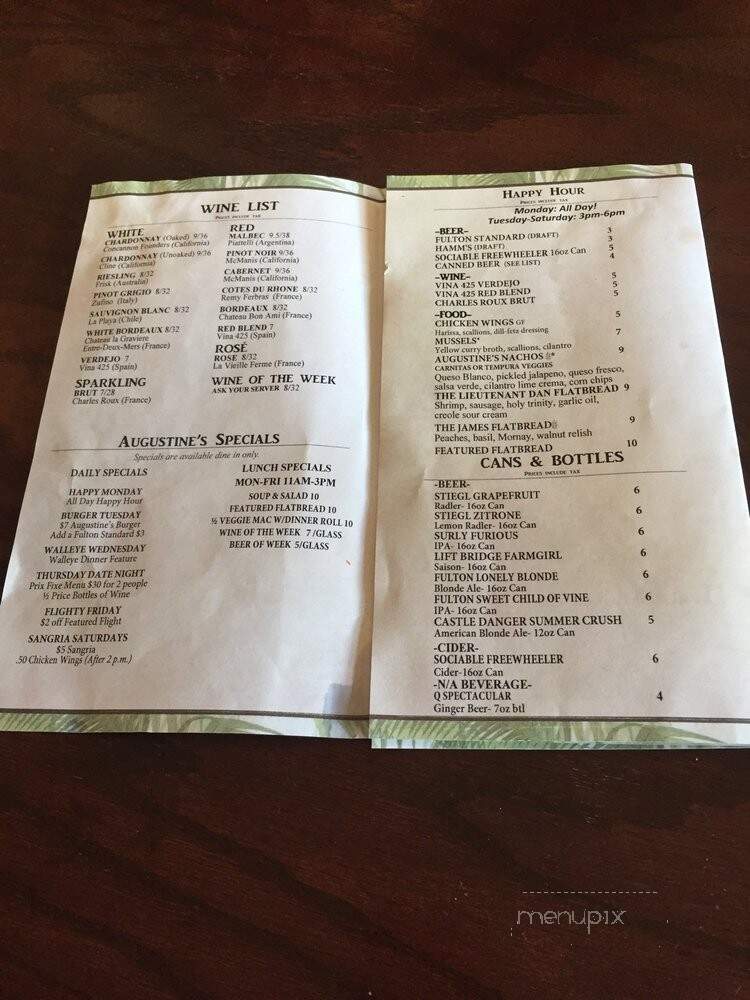 WINE LIST
PRICES INCLUDE TAX
WHITE
CHARDONNAY (Oaked) 9/36
Concannon Founders (California)
CHARDONNAY (Unoaked) 9/36
Cline (California)
RIESLING 8/32
Frisk (Australia)
PINOT GRIGIO 8/32
Zufino (Italy)
SAUVIGNON BLANC 8/32
La Playa (Chile)
WHITE BORDEAUX 8/32
Chateau la Graviere
Entre-Deux-Mers (France)
VERDEJO 7
Vina 425 (Spain)
SPARKLING
BRUT 7/28
Charles Roux (France)
RED
MALBEC 9.5/38
Piattelli (Argentina)
PINOT NOIR 9/36
McManis (California)
CABERNET 9/36
McManis (California)
COTES DU RHONE 8/32
Remy Ferbras (France)
BORDEAUX 8/32
Chateau Bon Ami (France)
RED BLEND 7
Vina 425 (Spain)
ROSÉ
ROSE 8/32
La Vieille Ferme (France)
WINE OF THE WEEK
ASK YOUR SERVER 8/32
AUGUSTINE'S SPECIALS
Specials are available dine in only.
DAILY SPECIALS
HAPPY MONDAY
All Day Happy Hour
BURGER TUESDAY
$7 Augustine's Burger
Add a Fulton Standard $3
WALLEYE WEDNESDAY
Walleye Dinner Feature
THURSDAY DATE NIGHT
Prix Fixe Menu $30 for 2 people
½ Price Bottles of Wine
FLIGHTY FRIDAY
$2 off Featured Flight
SANGRIA SATURDAYS
$5 Sangria
.50 Chicken Wings (After 2 p.m.)
LUNCH SPECIALS
MON-FRI 11AM-3PM
SOUP & SALAD 10
FEATURED FLATBREAD 10
½ VEGGIE MAC W/DINNER ROLL 10
WINE OF THE WEEK 7/GLASS
BEER OF WEEK 5/GLASS
HAPPY HOUR
PRICES INCLUDE TAX
Monday: All Day!
Tuesday-Saturday: 3pm-6pm
-BEER-
FULTON STANDARD (DRAFT) 3
HAMM'S (DRAFT) 3
SOCIABLE FREEWHEELER 16oz Can 5
CANNED BEER (SEE LIST) 4
-WINE-
VINA 425 VERDEJO 5
VINA 425 RED BLEND 5
CHARLES ROUX BRUT 5
-FOOD-
CHICKEN WINGS GF 5
Harissa, scallions, dill-feta dressing
MUSSELS* 7
Yellow curry broth, scallions, cilantro
AUGUSTINE'S NACHOS * 9
CARNITAS OR TEMPURA VEGGIES
Queso Blanco, pickled jalapeno, queso fresco,
salsa verde, cilantro lime crema, corn chips
THE LIEUTENANT DAN FLATBREAD 9
Shrimp, sausage, holy trinity, garlic oil,
creole sour cream
THE JAMES FLATBREAD 9
Peaches, basil, Mornay, walnut relish
FEATURED FLATBREAD 10
CANS & BOTTLES
PRICES INCLUDE TAX
-BEER-
STIEGL GRAPEFRUIT 6
Radler- 16oz Can
STIEGL ZITRONE 6
Lemon Radler- 16oz Can
SURLY FURIOUS 6
IPA- 16oz Can
LIFT BRIDGE FARMGIRL 6
Saison- 16oz Can
FULTON LONELY BLONDE 6
Blonde Ale- 16oz Can
FULTON SWEET CHILD OF VINE 6
IPA- 16oz Can
CASTLE DANGER SUMMER CRUSH 5
American Blonde Ale- 12oz Can
-CIDER-
SOCIABLE FREEWHEELER 6
Cider-16oz Can
-N/A BEVERAGE-
Q SPECTACULAR 4
Ginger Beer- 7oz btl
menupix